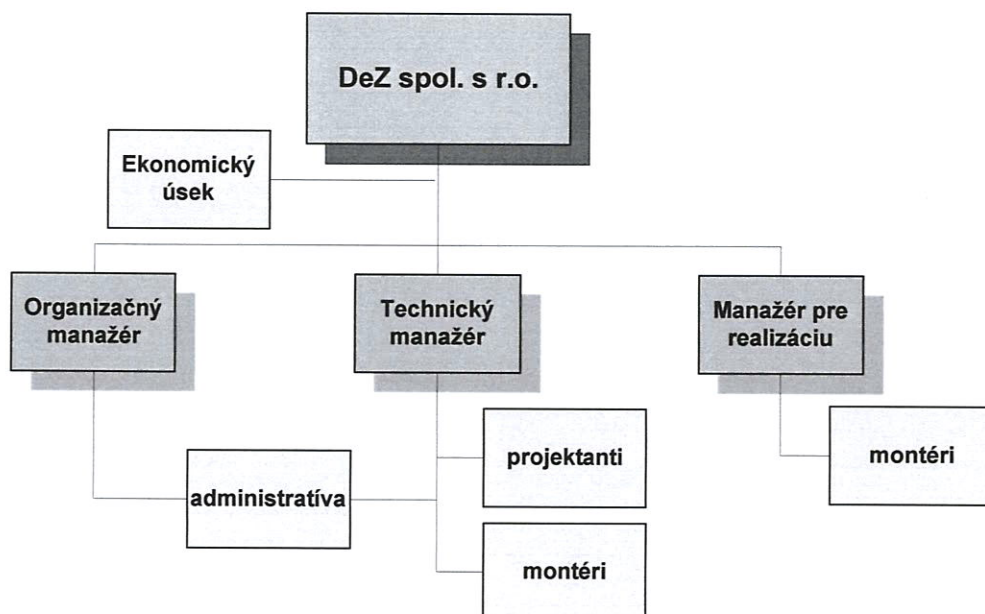 DeZ spol. s r.o.
Ekonomický
úsek
Organizačný
manažér
Technický
manažér
Manažér pre
realizáciu
projektanti
montéri
administratíva
montéri